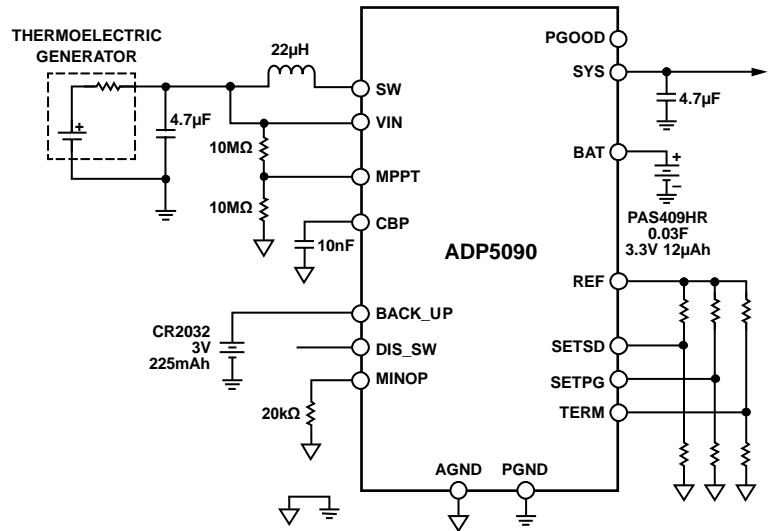 THERMOELECTRIC
GENERATOR
+
4.7µF
22µH
10MΩ
10MΩ
10nF
CR2032
3V
225mAh
20kΩ
SW
VIN
MPPT
CBP
BACK_UP
DIS_SW
MINOP
ADP5090
AGND
PGND
PGOOD
SYS
BAT
REF
SETSD
SETPG
TERM
4.7µF
+
–
PAS409HR
0.03F
3.3V 12µAh